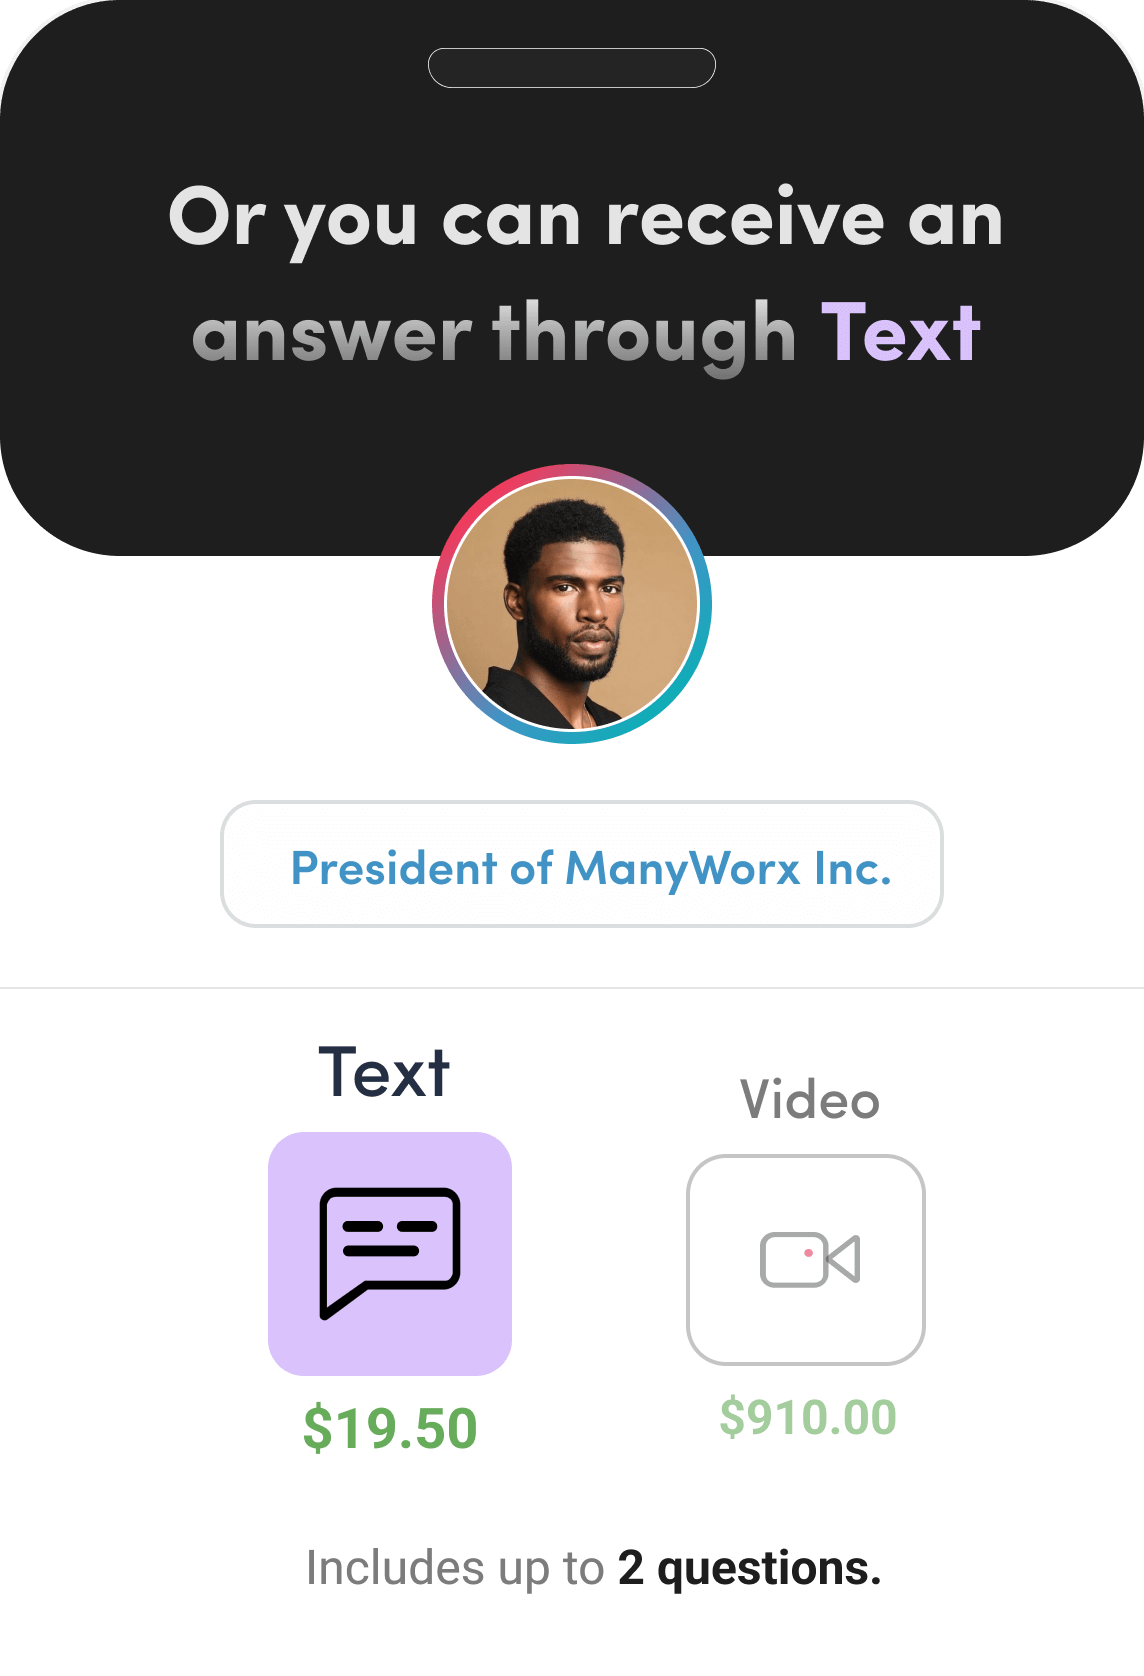 Or you can receive an
answer through Text
President of ManyWorx Inc.
Text
Video
$19.50
$910.00
Includes up to 2 questions.